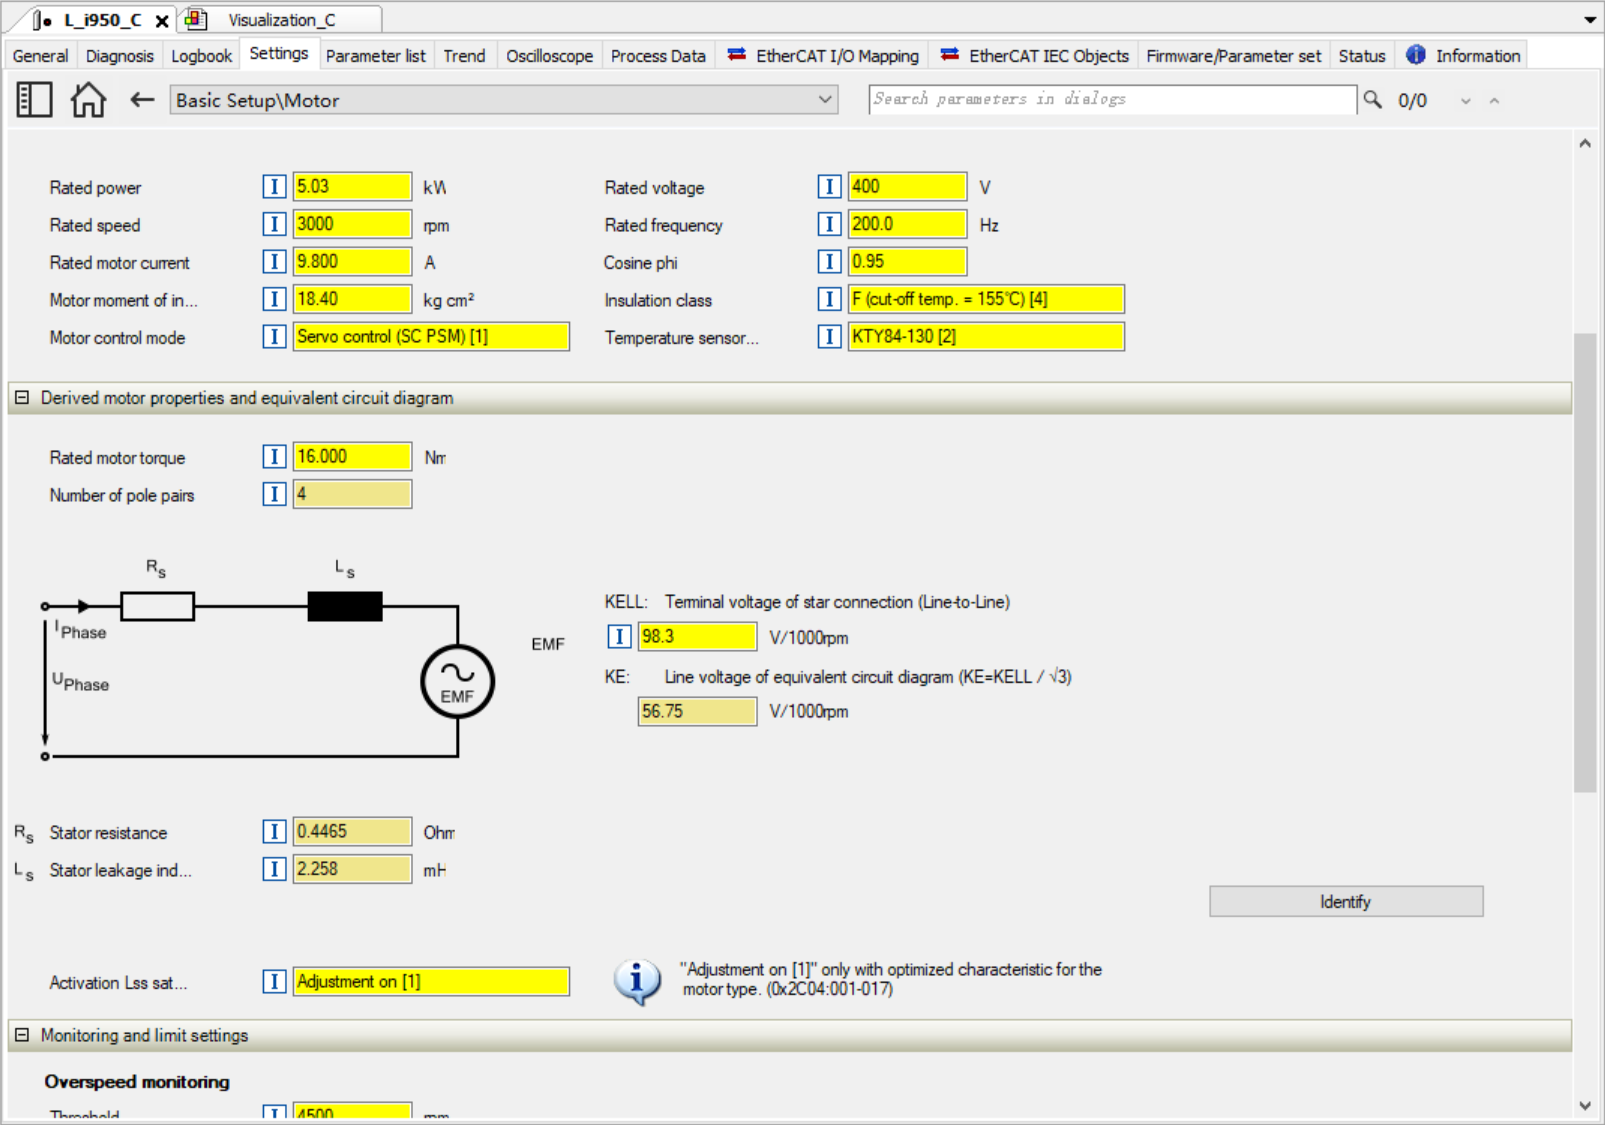 L_i950_C
Visualization_C
General Diagnosis Logbook Settings Parameter list Trend Oscilloscope Process Data EtherCAT I/O Mapping EtherCAT IEC Objects Firmware/Parameter set Status Information
Basic Setup\Motor
Search parameters in dialogs
0/0
Rated power I 5.03 kW Rated voltage I 400 V
Rated speed I 3000 rpm Rated frequency I 200.0 Hz
Rated motor current I 9.800 A Cosine phi I 0.95
Motor moment of in... I 18.40 kg cm² Insulation class I F (cut-off temp. = 155°C) [4]
Motor control mode I Servo control (SC PSM) [1] Temperature sensor... I KTY84-130 [2]
Derived motor properties and equivalent circuit diagram
Rated motor torque I 16.000 Nm
Number of pole pairs I 4
Rs Ls
IPhase
UPhase
EMF
EMF
KELL: Terminal voltage of star connection (Line-to-Line)
I 98.3 V/1000rpm
KE: Line voltage of equivalent circuit diagram (KE=KELL / √3)
56.75 V/1000rpm
Rs Stator resistance I 0.4465 Ohm
Ls Stator leakage ind... I 2.258 mH
Identify
Activation Lss sat... I Adjustment on [1]
"Adjustment on [1]" only with optimized characteristic for the
motor type. (0x2C04:001-017)
Monitoring and limit settings
Overspeed monitoring
Threshold I 4500 rpm